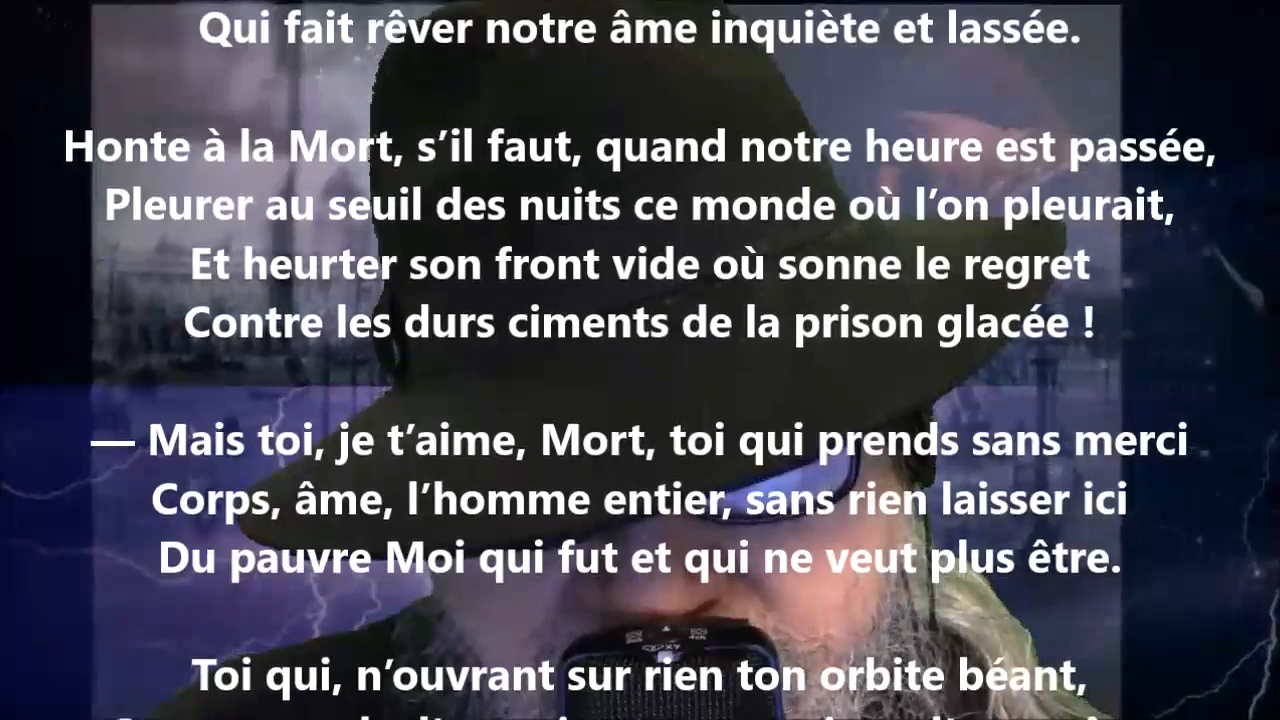 Qui fait rêver notre âme inquiète et lassée.
Honte à la Mort, s’il faut, quand notre heure est passée,
Pleurer au seuil des nuits ce monde où l’on pleurait,
Et heurter son front vide où sonne le regret
Contre les durs ciments de la prison glacée !
— Mais toi, je t’aime, Mort, toi qui prends sans merci
Corps, âme, l’homme entier, sans rien laisser ici
Du pauvre Moi qui fut et qui ne veut plus être.
Toi qui, n’ouvrant sur rien ton orbite béant,